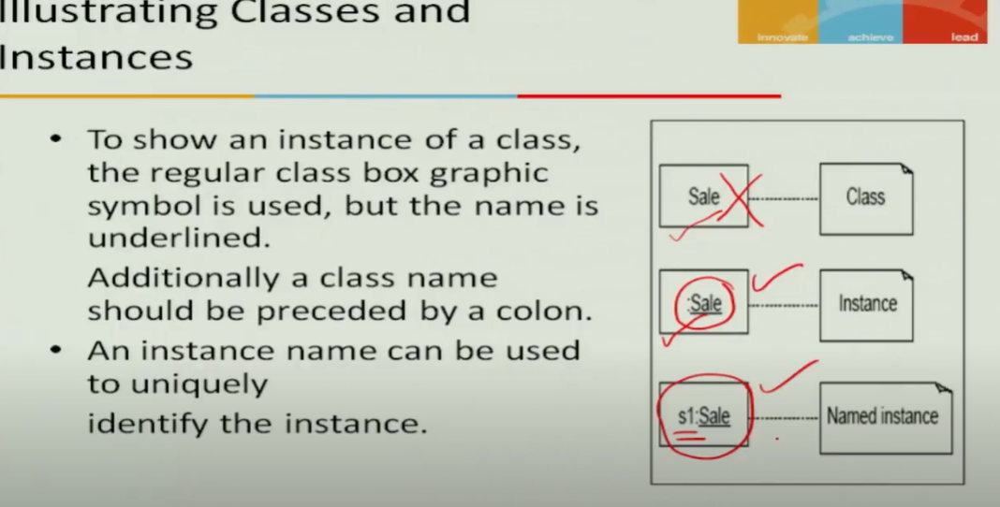 Illustrating Classes and
Instances
innovate achieve lead
• To show an instance of a class,
the regular class box graphic
symbol is used, but the name is
underlined.
Additionally a class name
should be preceded by a colon.
• An instance name can be used
to uniquely
identify the instance.
Sale
Class
:Sale
Instance
s1:Sale
Named instance